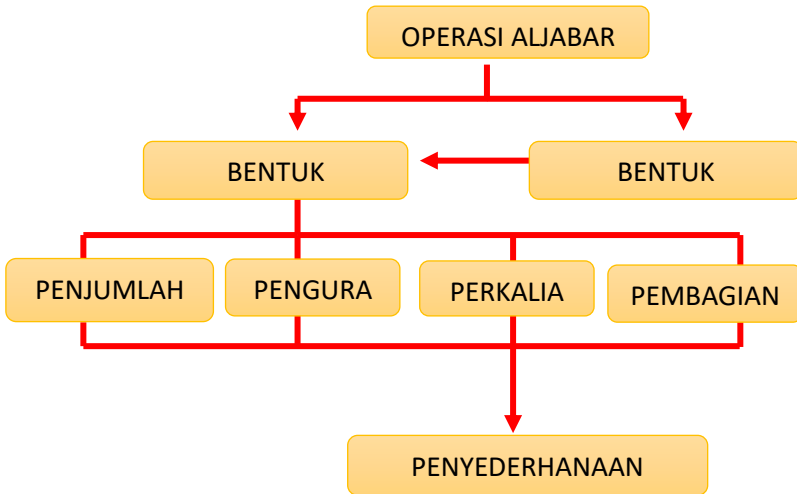 OPERASI ALJABAR
BENTUK
BENTUK
PENJUMLAH
PENGURA
PERKALIA
PEMBAGIAN
PENYEDERHANAAN